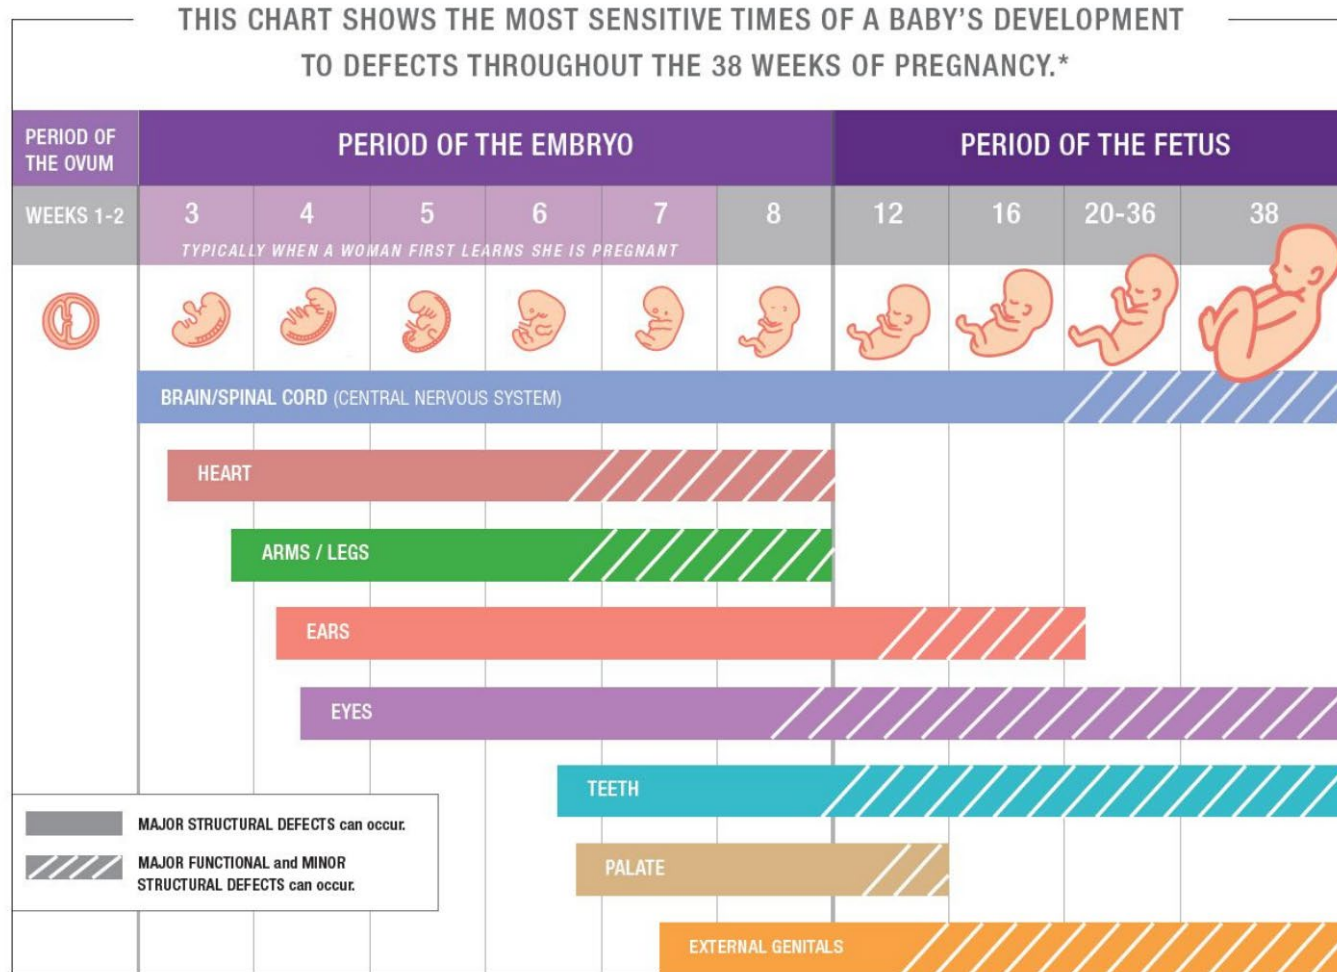 THIS CHART SHOWS THE MOST SENSITIVE TIMES OF A BABY'S DEVELOPMENT
TO DEFECTS THROUGHOUT THE 38 WEEKS OF PREGNANCY.*
PERIOD OF
THE OVUM
PERIOD OF THE EMBRYO
PERIOD OF THE FETUS
WEEKS 1-2
3
4
5
6
7
8
12
16
20-36
38
TYPICALLY WHEN A WOMAN FIRST LEARNS SHE IS PREGNANT
BRAIN/SPINAL CORD (CENTRAL NERVOUS SYSTEM)
HEART
ARMS / LEGS
EARS
EYES
TEETH
PALATE
EXTERNAL GENITALS
MAJOR STRUCTURAL DEFECTS can occur.
MAJOR FUNCTIONAL and MINOR
STRUCTURAL DEFECTS can occur.